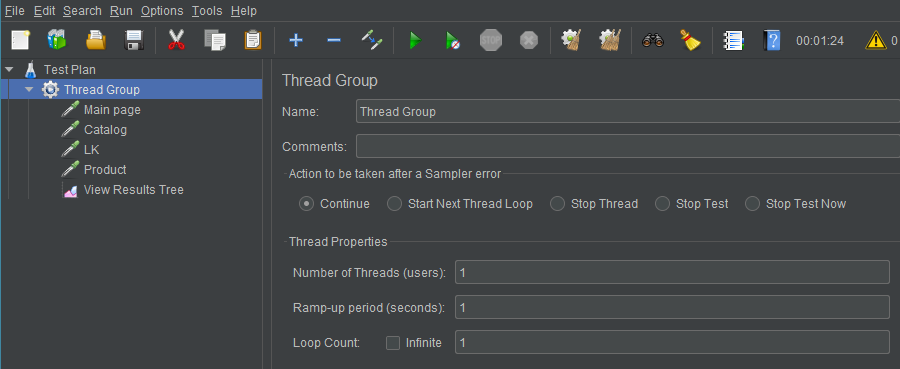 File Edit Search Run Options Tools Help
00:01:24 0
Test Plan
Thread Group
Main page
Catalog
LK
Product
View Results Tree
Thread Group
Name: Thread Group
Comments:
Action to be taken after a Sampler error
Continue Start Next Thread Loop Stop Thread Stop Test Stop Test Now
Thread Properties
Number of Threads (users): 1
Ramp-up period (seconds): 1
Loop Count: Infinite 1